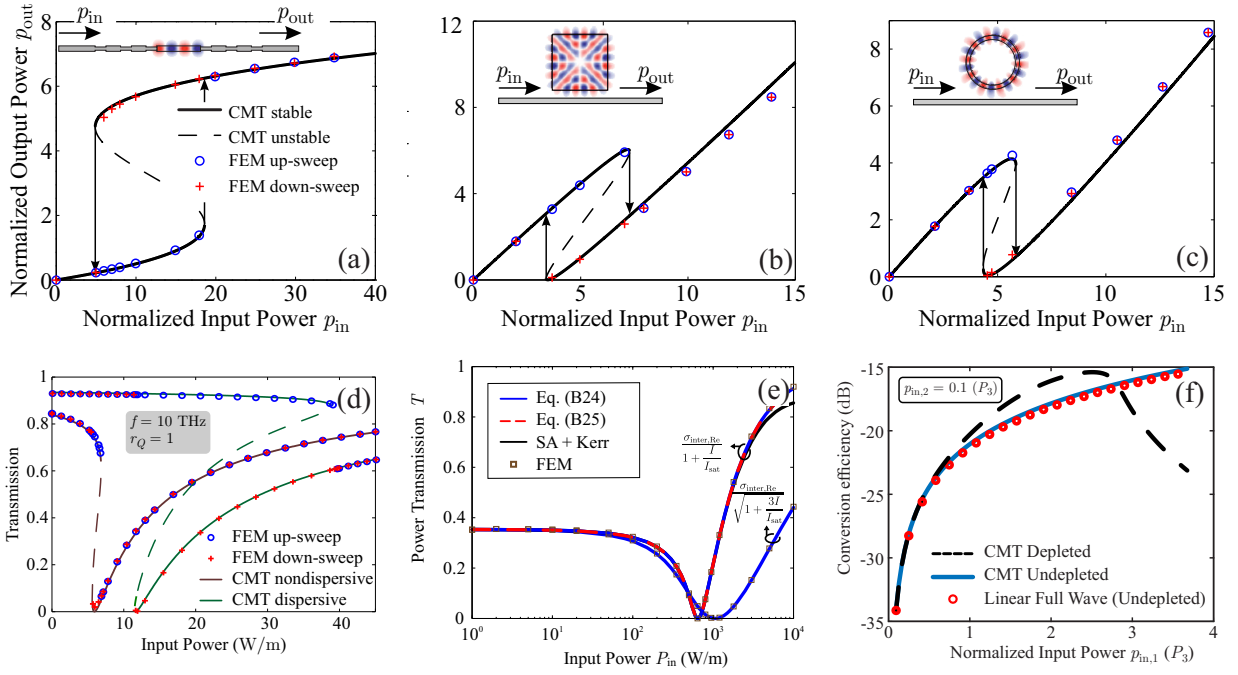 Normalized Output Power p_out
8
6
4
2
0
p_in
p_out
CMT stable
CMT unstable
FEM up-sweep
FEM down-sweep
(a)
0 10 20 30 40
Normalized Input Power p_in
12
8
4
0
p_in
p_out
(b)
0 5 10 15
Normalized Input Power p_in
8
6
4
2
0
p_in
p_out
(c)
0 5 10 15
Normalized Input Power p_in
Transmission
1
0.8
0.6
0.4
0.2
0
(d)
f = 10 THz
r_Q = 1
FEM up-sweep
FEM down-sweep
CMT nondispersive
CMT dispersive
0 10 20 30 40
Input Power (W/m)
Power Transmission T
1
0.8
0.6
0.4
0.2
0
(e)
Eq. (B24)
Eq. (B25)
SA + Kerr
FEM
σ_inter,Re
1 + I/I_sat
σ_inter,Re
√(1 + 3I/I_sat)
10^0 10^1 10^2 10^3 10^4
Input Power P_in (W/m)
Conversion efficiency (dB)
-15
-20
-25
-30
-35
p_in,2 = 0.1 (P_3)
(f)
CMT Depleted
CMT Undepleted
Linear Full Wave (Undepleted)
0 1 2 3 4
Normalized Input Power p_in,1 (P_3)